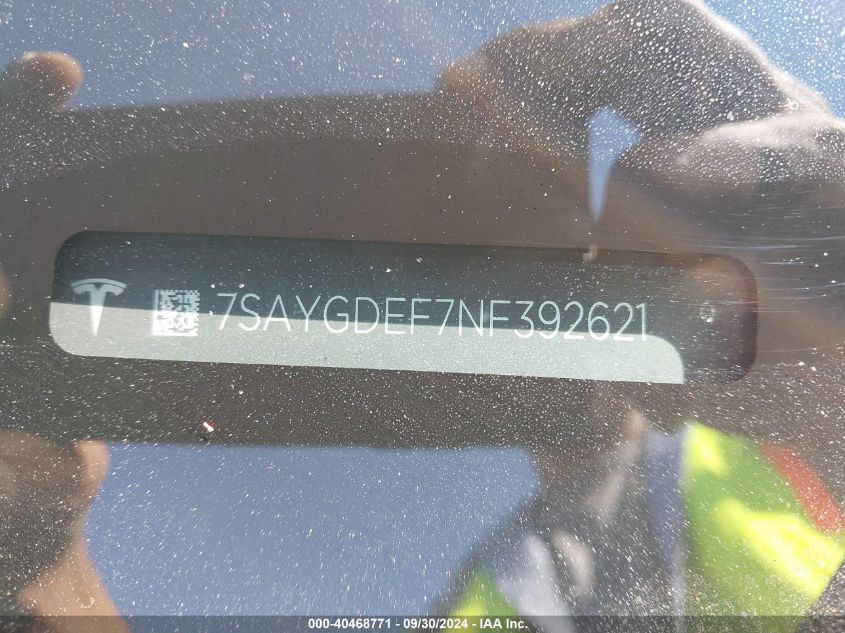 7SAYGDEF7NF392621
000-40468771 - 09/30/2024 - IAA Inc.